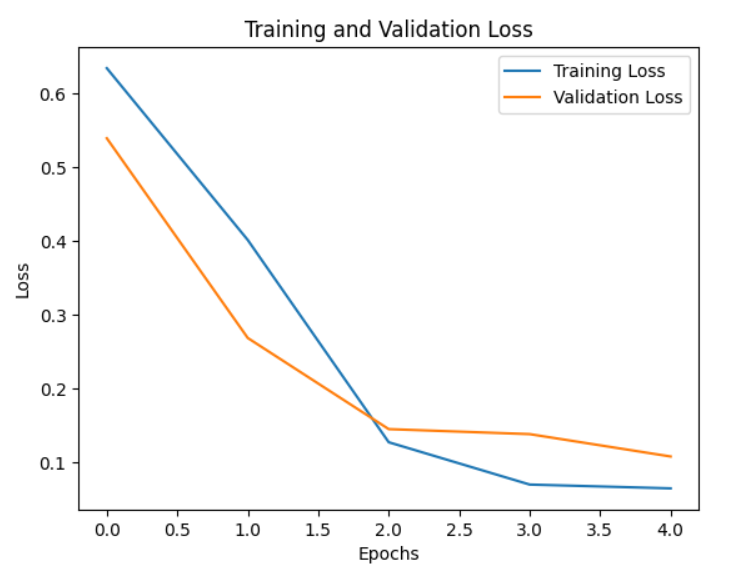 Training and Validation Loss
Training Loss
Validation Loss
0.6
0.5
0.4
0.3
0.2
0.1
Loss
0.0 0.5 1.0 1.5 2.0 2.5 3.0 3.5 4.0
Epochs